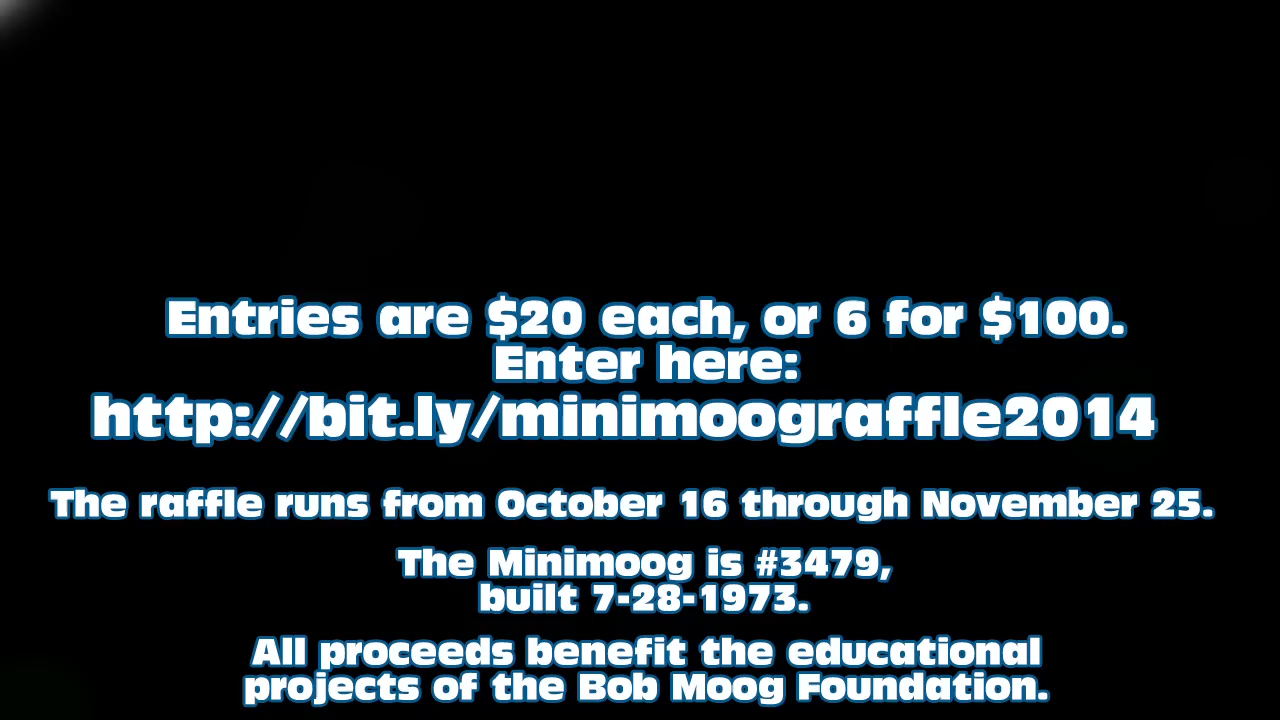 Entries are $20 each, or 6 for $100.
Enter here:
http://bit.ly/minimoograffle2014
The raffle runs from October 16 through November 25.
The Minimoog is #3479,
built 7-28-1973.
All proceeds benefit the educational
projects of the Bob Moog Foundation.